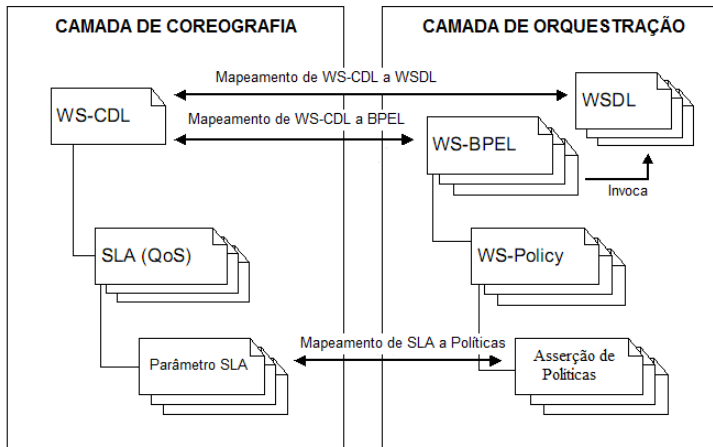 CAMADA DE COREOGRAFIA
CAMADA DE ORQUESTRAÇÃO
Mapeamento de WS-CDL a WSDL
WS-CDL
WSDL
Mapeamento de WS-CDL a BPEL
WS-BPEL
Invoca
SLA (QoS)
WS-Policy
Mapeamento de SLA a Políticas
Parâmetro SLA
Asserção de
Políticas